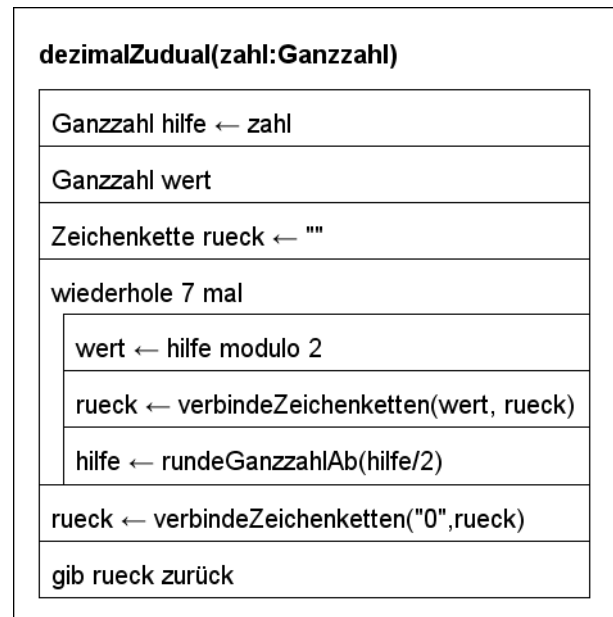 dezimalZudual(zahl:Ganzzahl)
Ganzzahl hilfe ← zahl
Ganzzahl wert
Zeichenkette rueck ← ""
wiederhole 7 mal
wert ← hilfe modulo 2
rueck ← verbindeZeichenketten(wert, rueck)
hilfe ← rundeGanzzahlAb(hilfe/2)
rueck ← verbindeZeichenketten("0",rueck)
gib rueck zurück